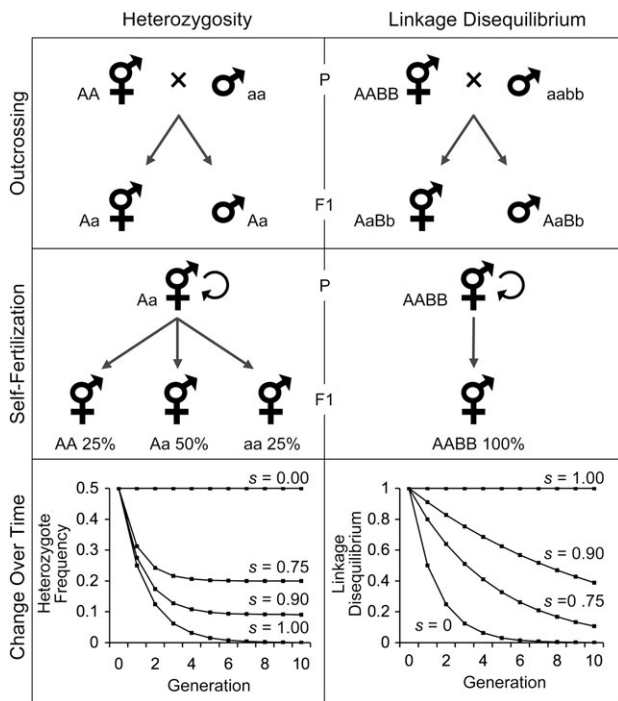 Heterozygosity
Linkage Disequilibrium
Outcrossing
AA
aa
P
AABB
aabb
Aa
Aa
F1
AaBb
AaBb
Self-Fertilization
Aa
P
AABB
F1
AA 25%
Aa 50%
aa 25%
AABB 100%
Change Over Time
Heterozygote
Frequency
0.5
0.4
0.3
0.2
0.1
0
s = 0.00
s = 0.75
s = 0.90
s = 1.00
0 2 4 6 8 10
Generation
Linkage
Disequilibrium
1
0.8
0.6
0.4
0.2
0
s = 1.00
s = 0.90
s =0 .75
s = 0
0 2 4 6 8 10
Generation